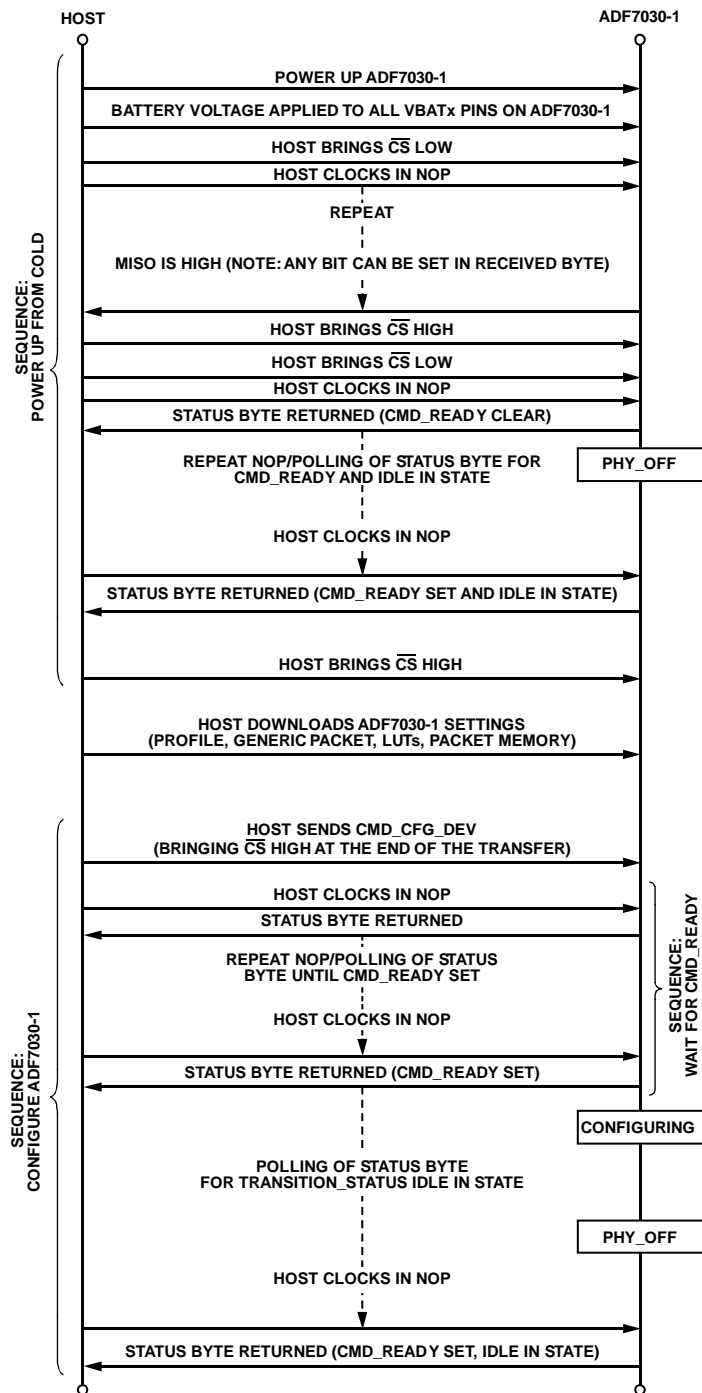 HOST
ADF7030-1
POWER UP ADF7030-1
BATTERY VOLTAGE APPLIED TO ALL VBATx PINS ON ADF7030-1
HOST BRINGS CS LOW
HOST CLOCKS IN NOP
REPEAT
MISO IS HIGH (NOTE: ANY BIT CAN BE SET IN RECEIVED BYTE)
SEQUENCE:
POWER UP FROM COLD
HOST BRINGS CS HIGH
HOST BRINGS CS LOW
HOST CLOCKS IN NOP
STATUS BYTE RETURNED (CMD_READY CLEAR)
REPEAT NOP/POLLING OF STATUS BYTE FOR
CMD_READY AND IDLE IN STATE
PHY_OFF
HOST CLOCKS IN NOP
STATUS BYTE RETURNED (CMD_READY SET AND IDLE IN STATE)
HOST BRINGS CS HIGH
HOST DOWNLOADS ADF7030-1 SETTINGS
(PROFILE, GENERIC PACKET, LUTs, PACKET MEMORY)
HOST SENDS CMD_CFG_DEV
(BRINGING CS HIGH AT THE END OF THE TRANSFER)
HOST CLOCKS IN NOP
STATUS BYTE RETURNED
REPEAT NOP/POLLING OF STATUS
BYTE UNTIL CMD_READY SET
SEQUENCE:
WAIT FOR CMD_READY
HOST CLOCKS IN NOP
STATUS BYTE RETURNED (CMD_READY SET)
SEQUENCE:
CONFIGURE ADF7030-1
CONFIGURING
POLLING OF STATUS BYTE
FOR TRANSITION_STATUS IDLE IN STATE
PHY_OFF
HOST CLOCKS IN NOP
STATUS BYTE RETURNED (CMD_READY SET, IDLE IN STATE)